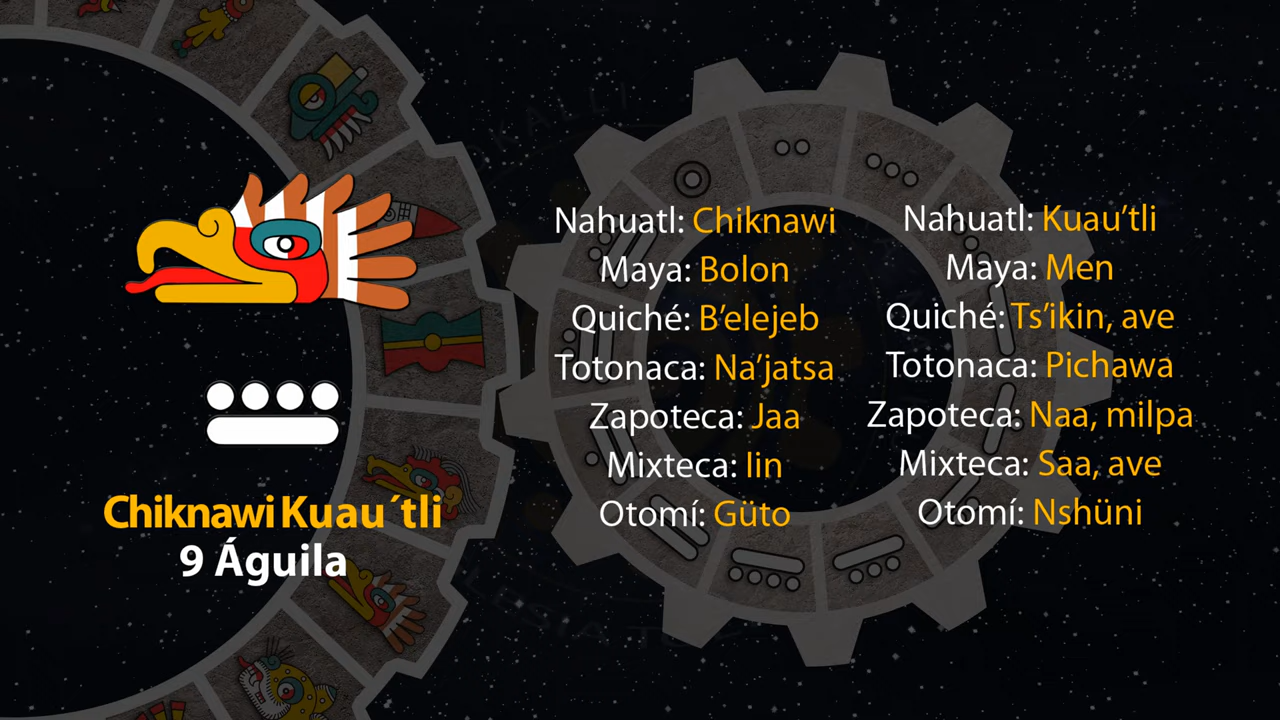 Nahuatl: Chiknawi
Maya: Bolon
Quiché: B’elejeb
Totonaca: Na’jatsa
Zapoteca: Jaa
Mixteca: Iin
Otomí: Güto
Nahuatl: Kuau’tli
Maya: Men
Quiché: Ts’ikin, ave
Totonaca: Pichawa
Zapoteca: Naa, milpa
Mixteca: Saa, ave
Otomí: Nshüni
Chiknawi Kuau´tli
9 Águila